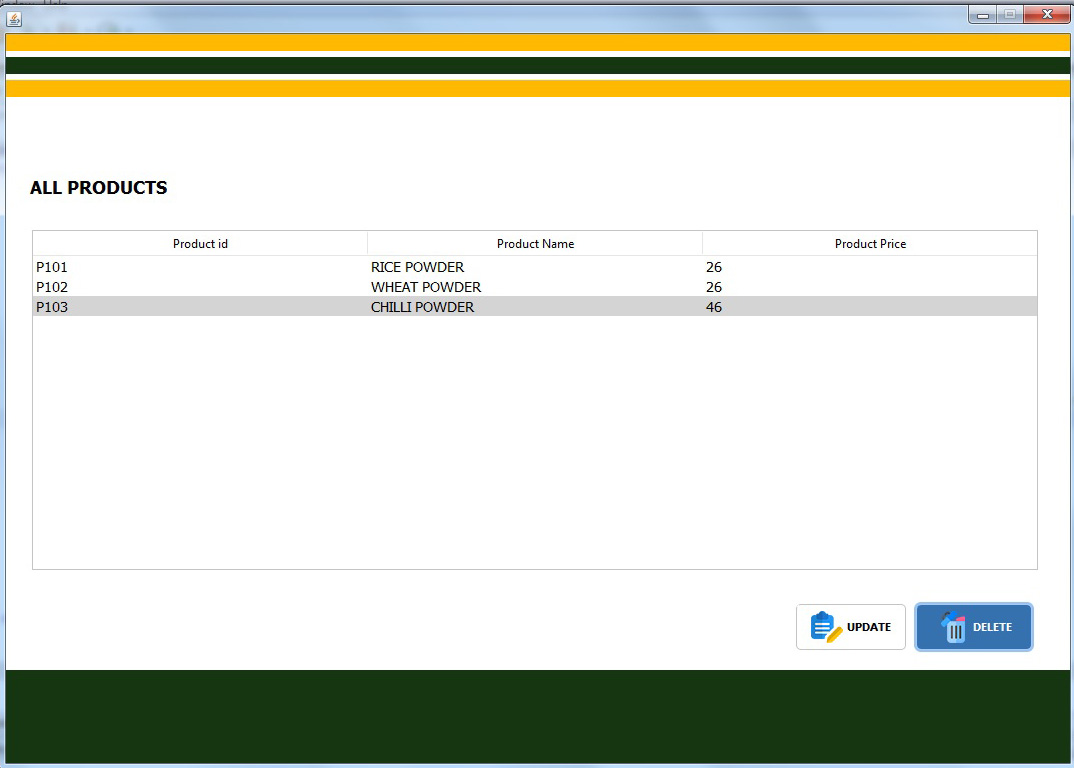 ALL PRODUCTS
Product id Product Name Product Price
P101 RICE POWDER 26
P102 WHEAT POWDER 26
P103 CHILLI POWDER 46
UPDATE DELETE